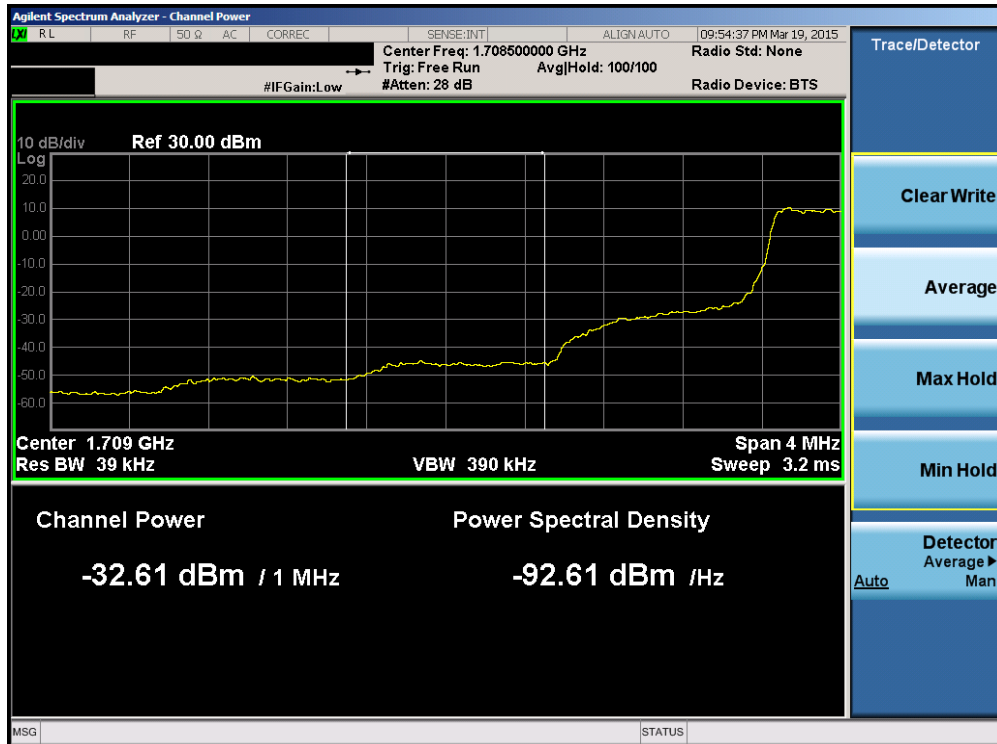 Agilent Spectrum Analyzer - Channel Power
LXI RL RF 50 Ω AC CORREC SENSE:INT ALIGN AUTO 09:54:37 PM Mar 19, 2015
Center Freq: 1.708500000 GHz Radio Std: None
Trig: Free Run Avg|Hold: 100/100
#IFGain:Low #Atten: 28 dB Radio Device: BTS
Trace/Detector
10 dB/div Ref 30.00 dBm
Log
20.0
10.0
0.00
-10.0
-20.0
-30.0
-40.0
-50.0
-60.0
Center 1.709 GHz Span 4 MHz
Res BW 39 kHz VBW 390 kHz Sweep 3.2 ms
Channel Power Power Spectral Density
-32.61 dBm / 1 MHz -92.61 dBm /Hz
Clear Write
Average
Max Hold
Min Hold
Detector
Average▶
Auto Man
MSG STATUS